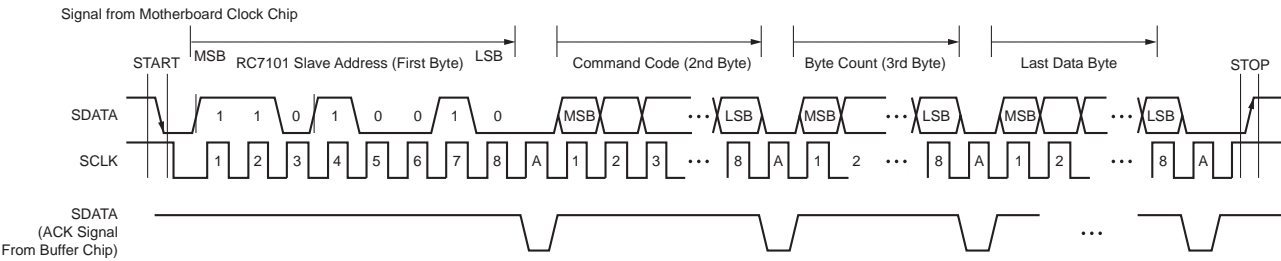 Signal from Motherboard Clock Chip
START MSB RC7101 Slave Address (First Byte) LSB Command Code (2nd Byte) Byte Count (3rd Byte) Last Data Byte STOP
SDATA 1 1 0 1 0 0 1 0 MSB ... LSB MSB ... LSB MSB ... LSB
SCLK 1 2 3 4 5 6 7 8 A 1 2 3 ... 8 A 1 2 ... 8 A 1 2 ... 8 A
SDATA
(ACK Signal ...
From Buffer Chip)